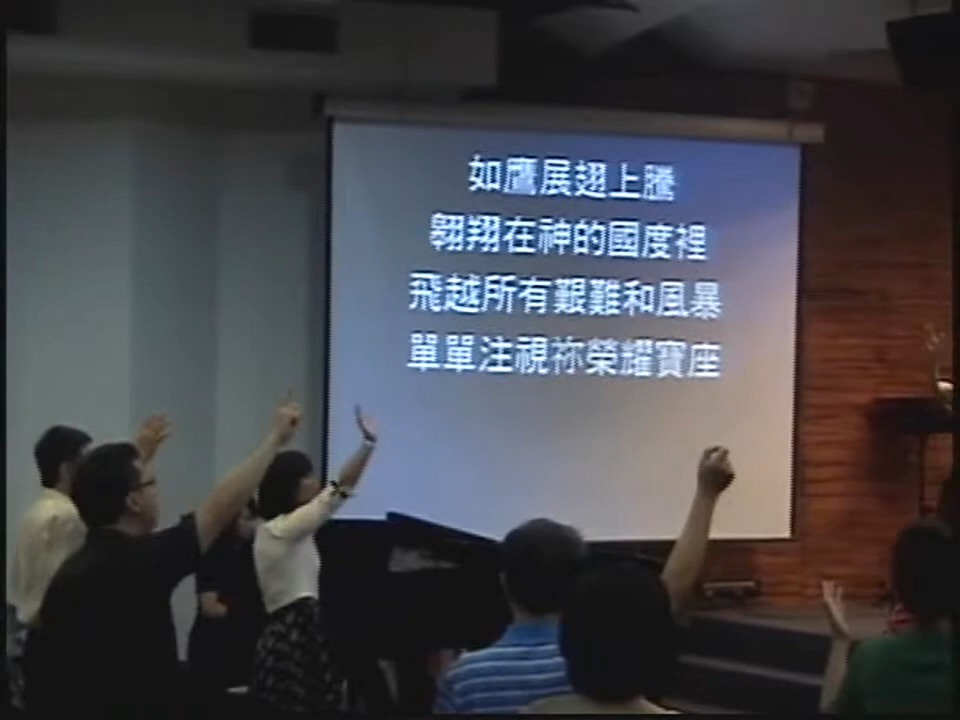 如鷹展翅上騰
翱翔在神的國度裡
飛越所有艱難和風暴
單單注視祢榮耀寶座